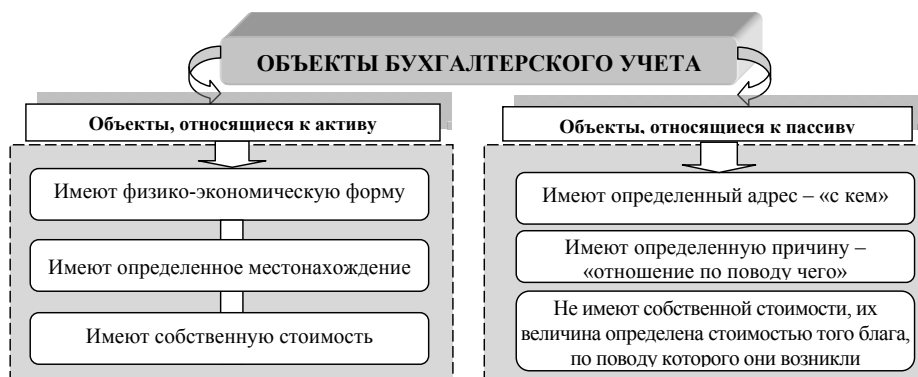 ОБЪЕКТЫ БУХГАЛТЕРСКОГО УЧЕТА
Объекты, относящиеся к активу
Имеют физико-экономическую форму
Имеют определенное местонахождение
Имеют собственную стоимость
Объекты, относящиеся к пассиву
Имеют определенный адрес – «с кем»
Имеют определенную причину –
«отношение по поводу чего»
Не имеют собственной стоимости, их
величина определена стоимостью того блага,
по поводу которого они возникли